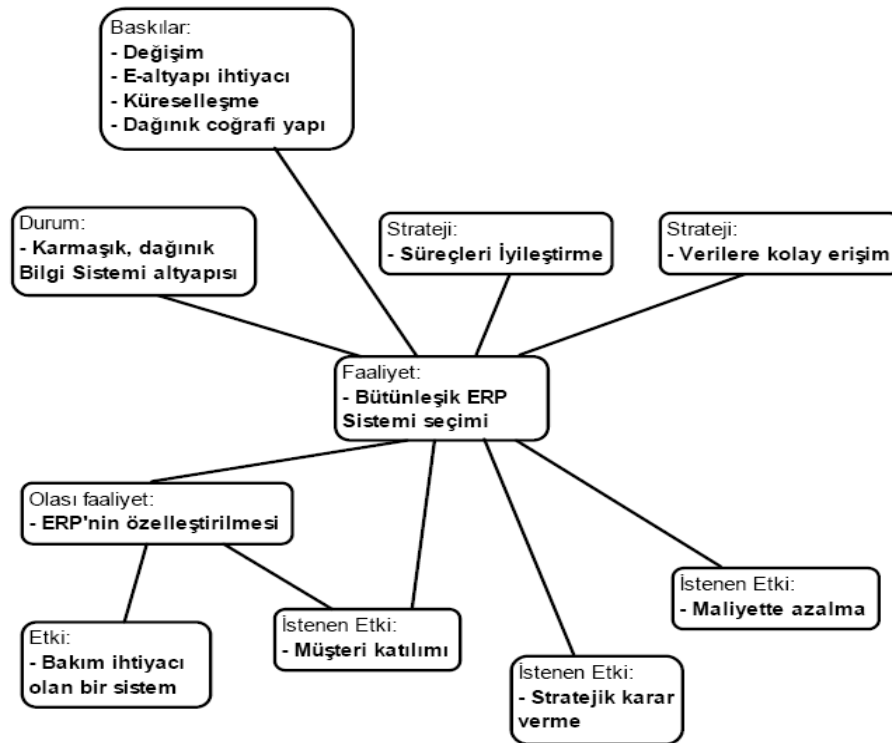 Baskılar:
- Değişim
- E-altyapı ihtiyacı
- Küreselleşme
- Dağınık coğrafi yapı
Durum:
- Karmaşık, dağınık
Bilgi Sistemi altyapısı
Strateji:
- Süreçleri İyileştirme
Strateji:
- Verilere kolay erişim
Faaliyet:
- Bütünleşik ERP
Sistemi seçimi
Olası faaliyet:
- ERP'nin özelleştirilmesi
Etki:
- Bakım ihtiyacı
olan bir sistem
İstenen Etki:
- Müşteri katılımı
İstenen Etki:
- Stratejik karar
verme
İstenen Etki:
- Maliyette azalma